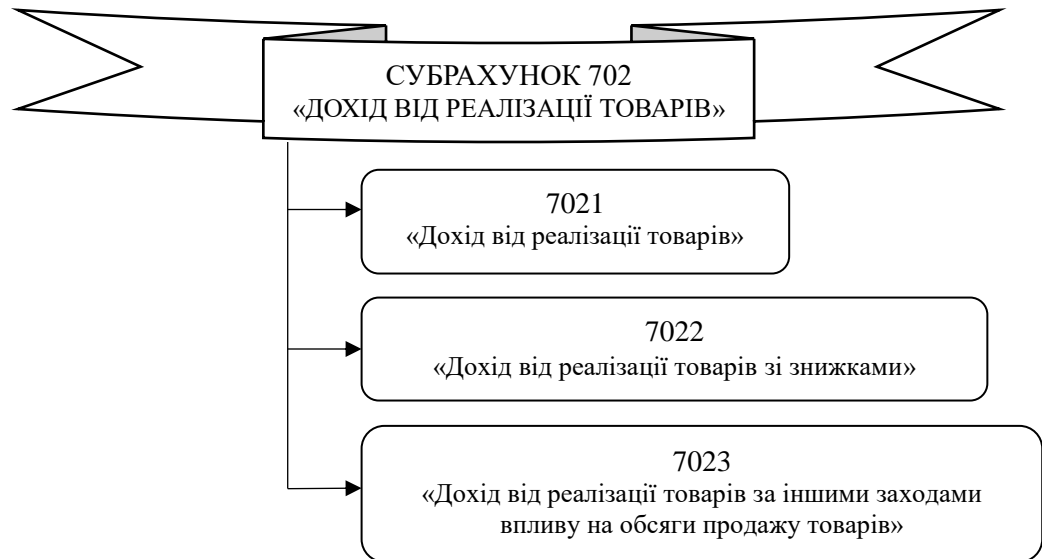 СУБРАХУНОК 702
«ДОХІД ВІД РЕАЛІЗАЦІЇ ТОВАРІВ»
7021
«Дохід від реалізації товарів»
7022
«Дохід від реалізації товарів зі знижками»
7023
«Дохід від реалізації товарів за іншими заходами
впливу на обсяги продажу товарів»